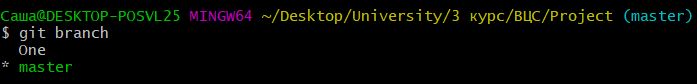 Саша@DESKTOP-POSVL25 MINGW64 ~/Desktop/University/3 курс/ВЦС/Project (master)
$ git branch
  One
* master